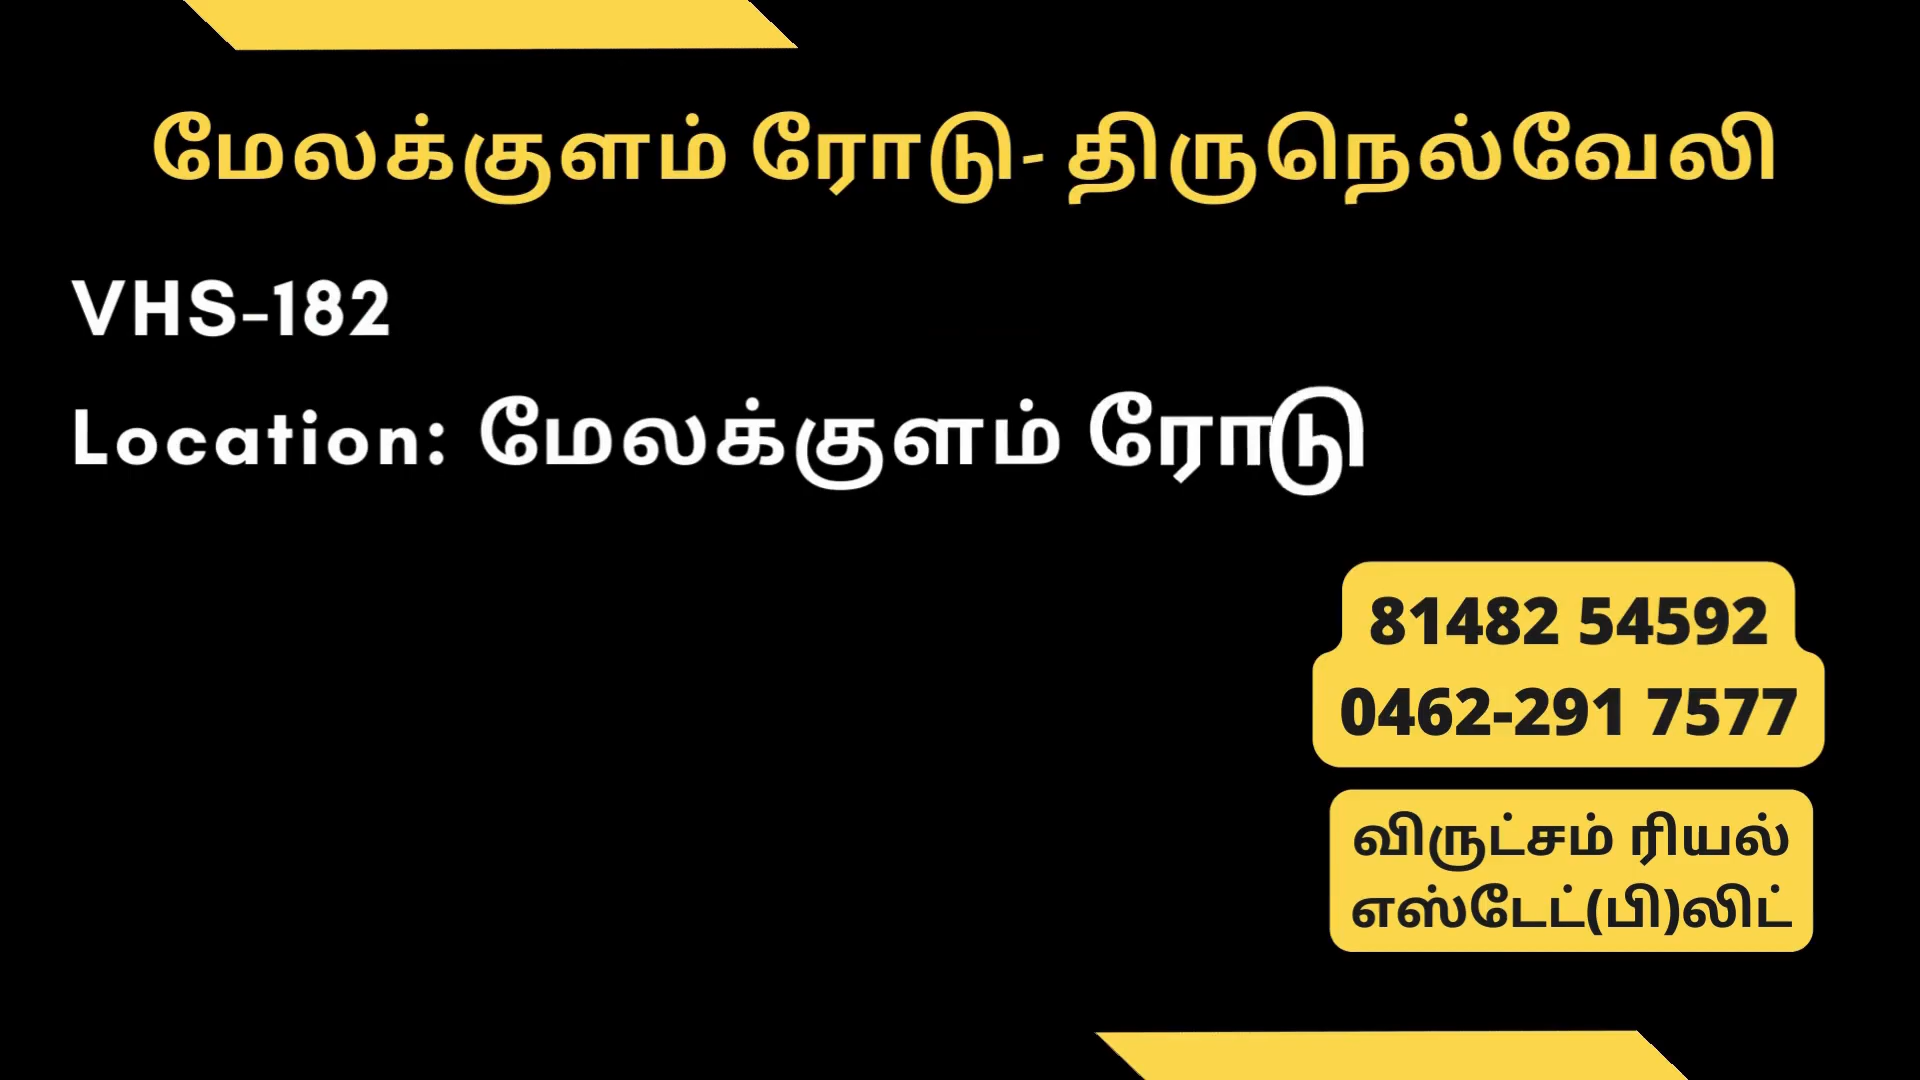 மேலக்குளம் ரோடு- திருநெல்வேலி
VHS-182
Location: மேலக்குளம் ரோடு
81482 54592
0462-291 7577
விருட்சம் ரியல்
எஸ்டேட்(பி)லிட்